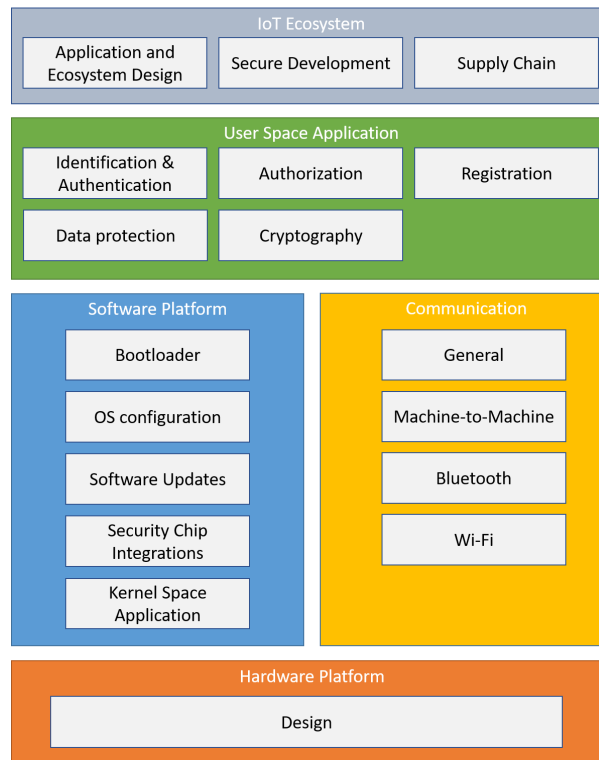 IoT Ecosystem
Application and
Ecosystem Design
Secure Development
Supply Chain
User Space Application
Identification &
Authentication
Authorization
Registration
Data protection
Cryptography
Software Platform
Bootloader
OS configuration
Software Updates
Security Chip
Integrations
Kernel Space
Application
Communication
General
Machine-to-Machine
Bluetooth
Wi-Fi
Hardware Platform
Design